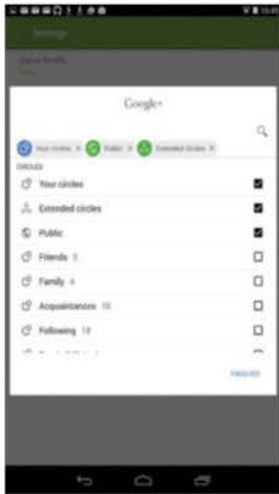 Settings
Google+
Your circles × Public × Extended circles ×
CIRCLES
Your circles
Extended circles
Public
Friends
Family 4
Acquaintances 10
Following 19